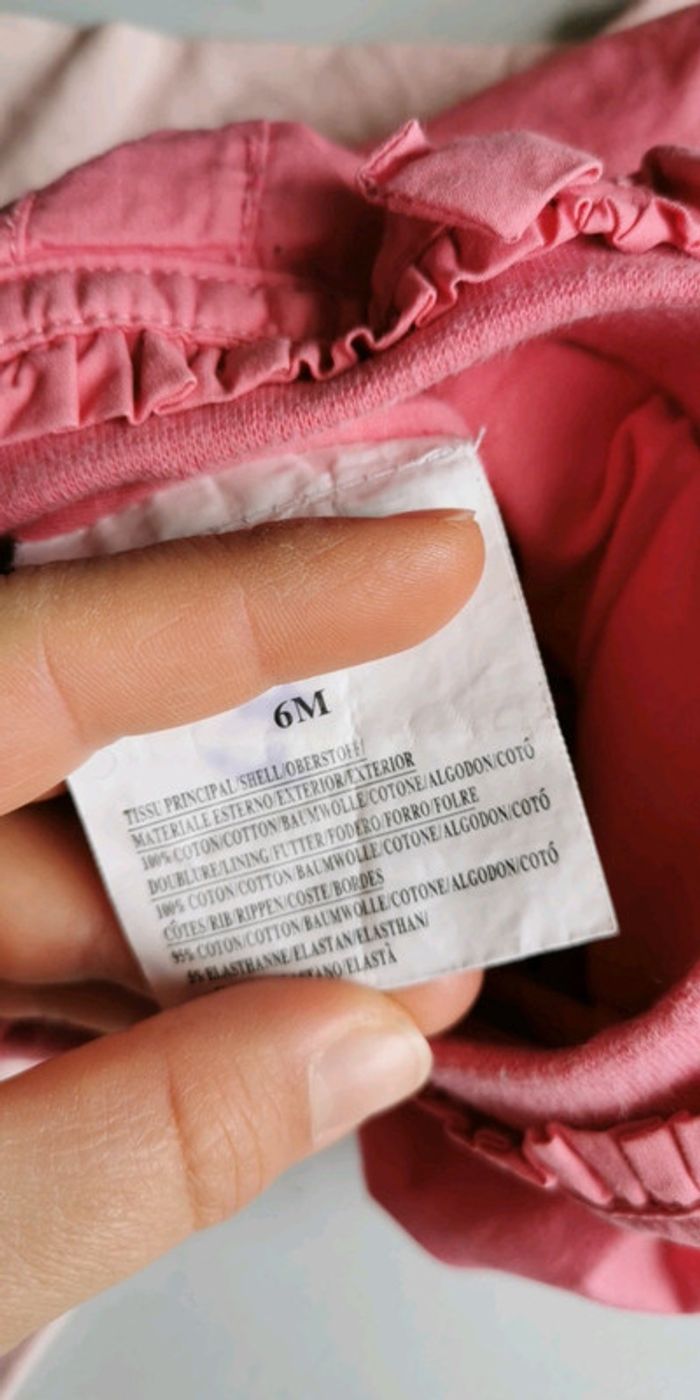 6M
TISSU PRINCIPAL/SHELL/OBERSTOFF/
MATERIALE ESTERNO/EXTERIOR/EXTERIOR
100% COTON/COTTON/BAUMWOLLE/COTONE/ALGODON/COTÓ
DOUBLURE/LINING/FUTTER/FODERO/FORRO/FOLRE
100% COTON/COTTON/BAUMWOLLE/COTONE/ALGODON/COTÓ
CÔTES/RIB/RIPPEN/COSTE/BORDES
95% COTON/COTTON/BAUMWOLLE/COTONE/ALGODON/COTÓ
5% ELASTHANNE/ELASTAN/ELASTHAN/
/ELASTÀ